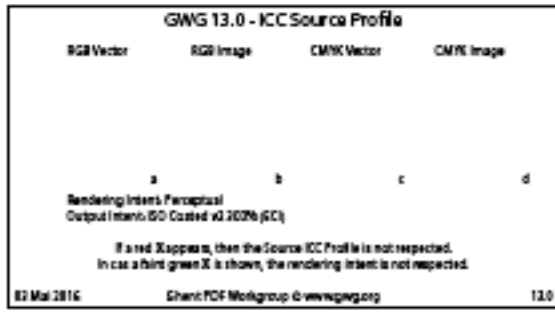 GWG 13.0 - ICC Source Profile
RGB Vector RGB Image CMYK Vector CMYK Image
a b c d
Rendering Intent: Perceptual
Output Intent: ISO Coated v2 300% (ECI)
If a red X appears, then the Source ICC Profile is not respected.
In cas a faint green X is shown, the rendering intent is not respected.
03 Mai 2016 Ghent PDF Workgroup © www.gwg.org 13.0